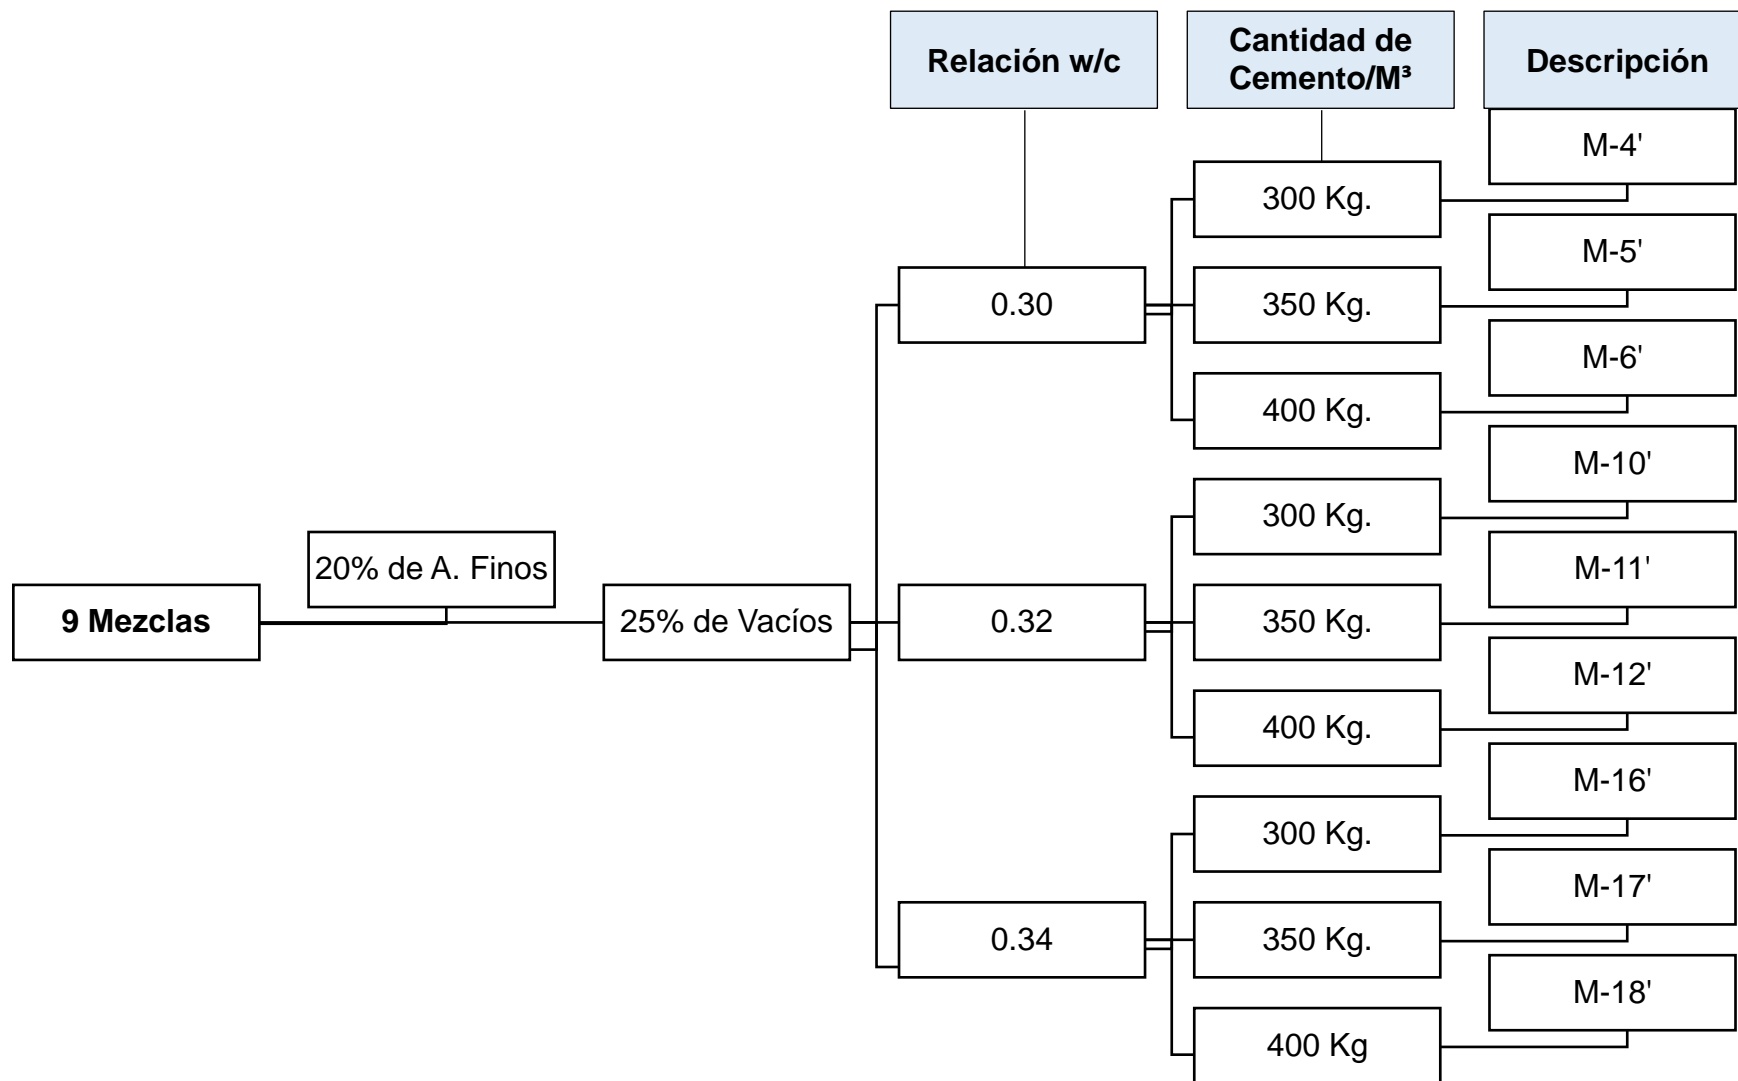 Relación w/c
Cantidad de
Cemento/M³
Descripción
9 Mezclas
20% de A. Finos
25% de Vacíos
0.30
300 Kg.
M-4'
350 Kg.
M-5'
400 Kg.
M-6'
0.32
300 Kg.
M-10'
350 Kg.
M-11'
400 Kg.
M-12'
0.34
300 Kg.
M-16'
350 Kg.
M-17'
400 Kg
M-18'